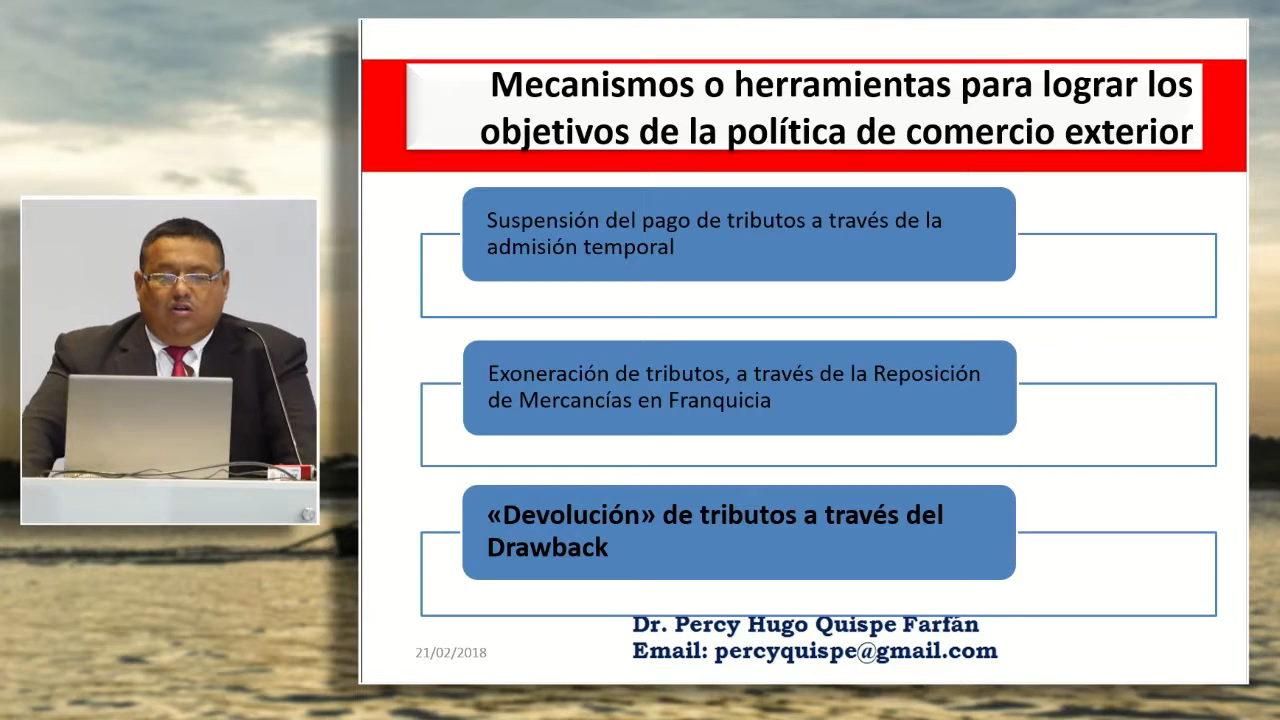 Mecanismos o herramientas para lograr los
objetivos de la política de comercio exterior
Suspensión del pago de tributos a través de la
admisión temporal
Exoneración de tributos, a través de la Reposición
de Mercancías en Franquicia
«Devolución» de tributos a través del
Drawback
Dr. Percy Hugo Quispe Farfán
Email: percyquispe@gmail.com
21/02/2018